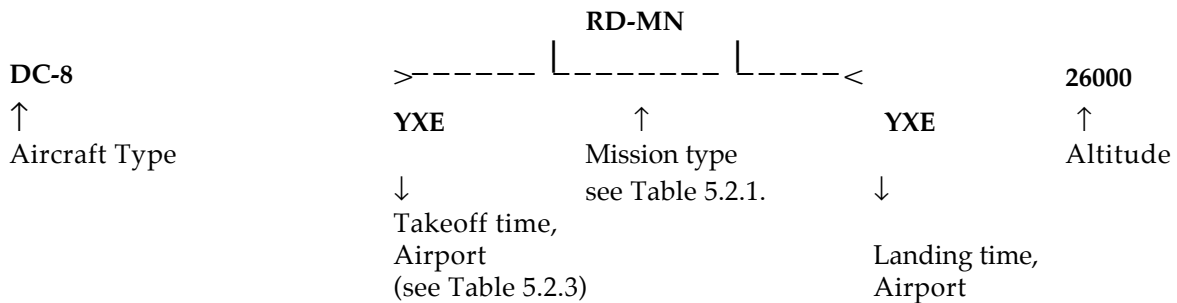 RD-MN
DC-8 >------ |_------- |_-----< 26000
↑ YXE ↑ YXE ↑
Aircraft Type Mission type Altitude
↓ see Table 5.2.1. ↓
Takeoff time,
Airport Landing time,
(see Table 5.2.3) Airport